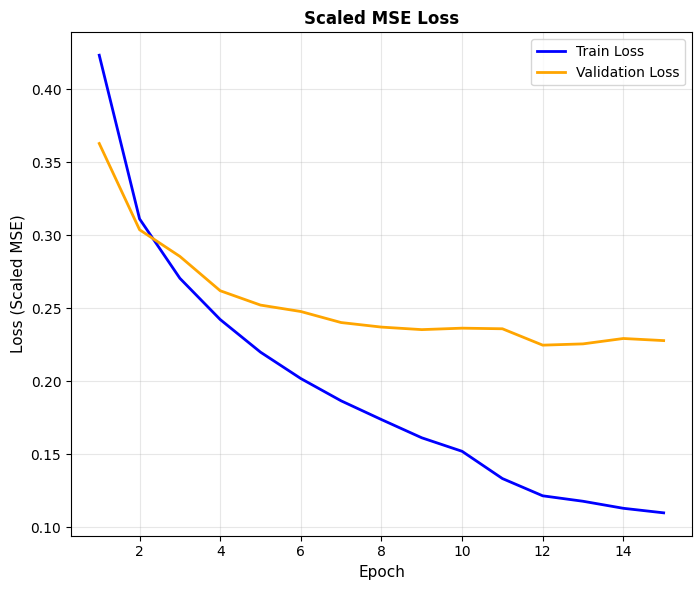 Scaled MSE Loss
Train Loss
Validation Loss
Loss (Scaled MSE)
0.40
0.35
0.30
0.25
0.20
0.15
0.10
2 4 6 8 10 12 14
Epoch